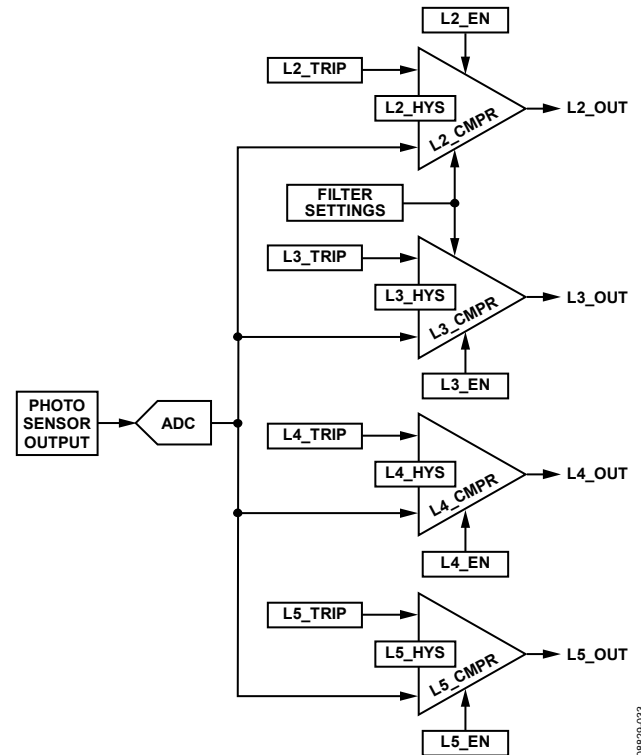 L2_EN
L2_TRIP
L2_HYS
L2_CMPR
L2_OUT
FILTER
SETTINGS
L3_TRIP
L3_HYS
L3_CMPR
L3_OUT
L3_EN
PHOTO
SENSOR
OUTPUT
ADC
L4_TRIP
L4_HYS
L4_CMPR
L4_OUT
L4_EN
L5_TRIP
L5_HYS
L5_CMPR
L5_OUT
L5_EN